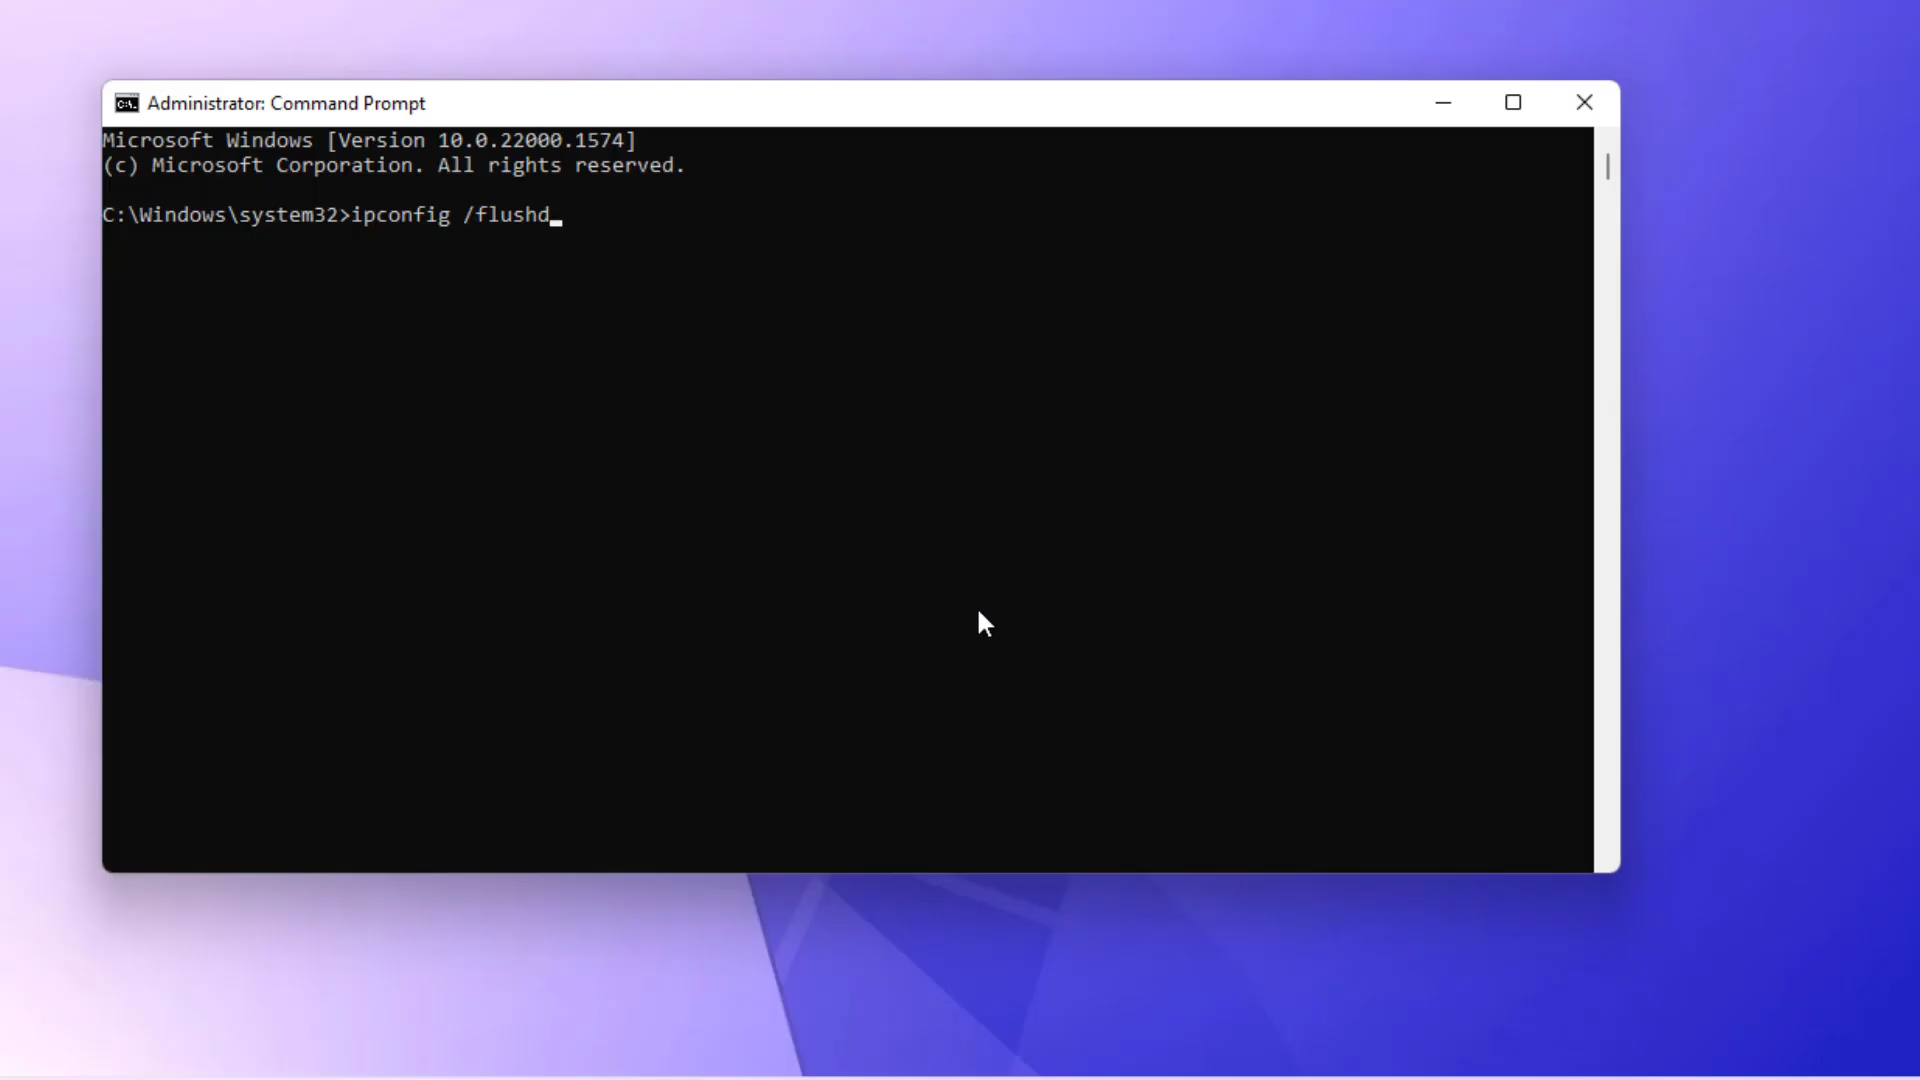 Administrator: Command Prompt
Microsoft Windows [Version 10.0.22000.1574]
(c) Microsoft Corporation. All rights reserved.
C:\Windows\system32>ipconfig /flushd